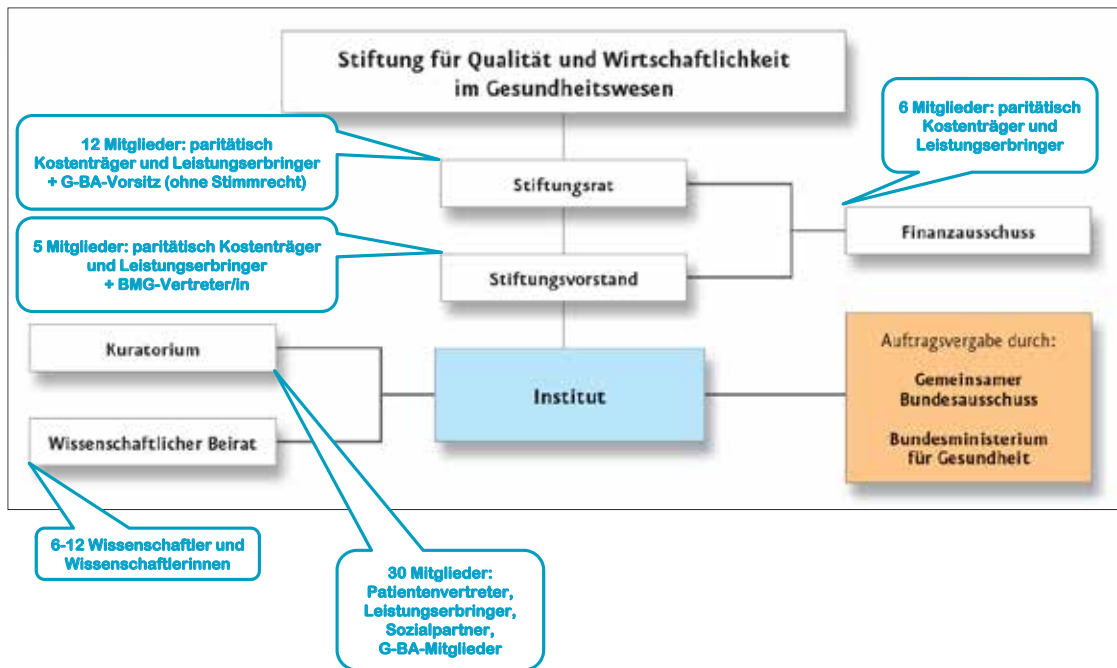 Stiftung für Qualität und Wirtschaftlichkeit
im Gesundheitswesen
12 Mitglieder: paritätisch
Kostenträger und Leistungserbringer
+ G-BA-Vorsitz (ohne Stimmrecht)
6 Mitglieder: paritätisch
Kostenträger und
Leistungserbringer
Stiftungsrat
5 Mitglieder: paritätisch Kostenträger
und Leistungserbringer
+ BMG-Vertreter/in
Finanzausschuss
Stiftungsvorstand
Kuratorium
Institut
Auftragsvergabe durch:
Gemeinsamer
Bundesausschuss
Bundesministerium
für Gesundheit
Wissenschaftlicher Beirat
6-12 Wissenschaftler und
Wissenschaftlerinnen
30 Mitglieder:
Patientenvertreter,
Leistungserbringer,
Sozialpartner,
G-BA-Mitglieder